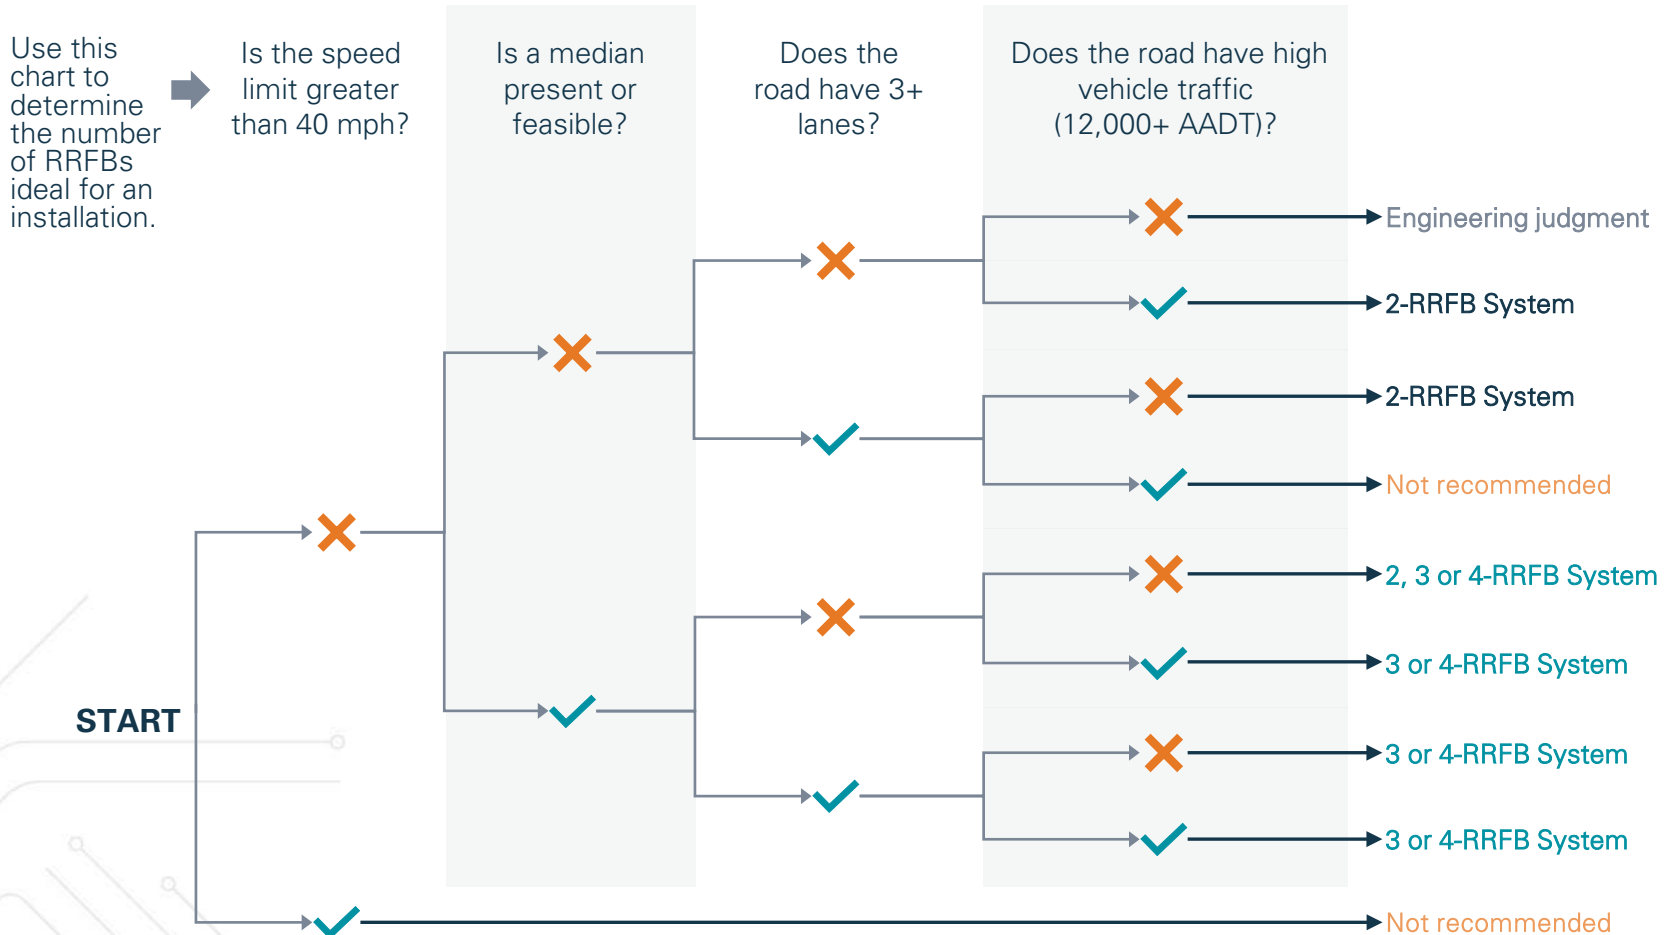 Use this
chart to
determine
the number
of RRFBs
ideal for an
installation.
Is the speed
limit greater
than 40 mph?
Is a median
present or
feasible?
Does the
road have 3+
lanes?
Does the road have high
vehicle traffic
(12,000+ AADT)?
Engineering judgment
2-RRFB System
2-RRFB System
Not recommended
2, 3 or 4-RRFB System
3 or 4-RRFB System
START
3 or 4-RRFB System
3 or 4-RRFB System
Not recommended